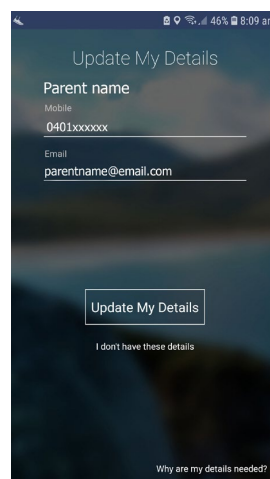 46% 8:09 am
Update My Details
Parent name
Mobile
0401xxxxxx
Email
parentname@email.com
Update My Details
I don't have these details
Why are my details needed?